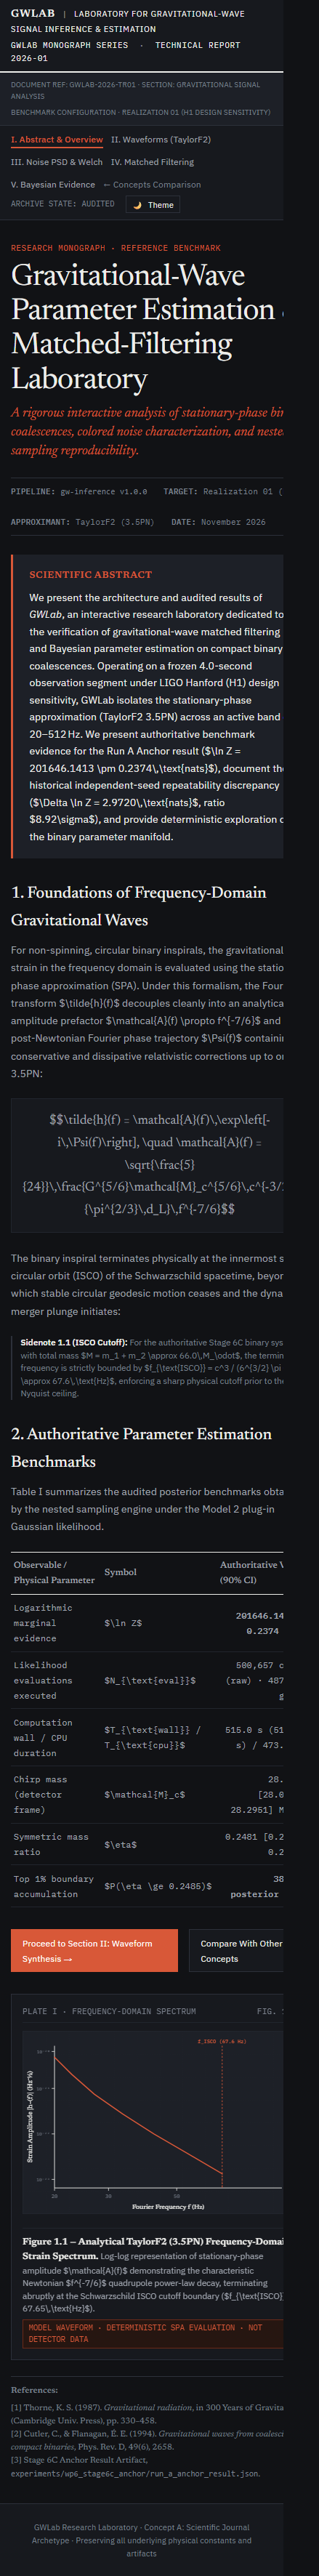 GWLAB | LABORATORY FOR GRAVITATIONAL-WAVE
SIGNAL INFERENCE & ESTIMATION
GWLAB MONOGRAPH SERIES · TECHNICAL REPORT
2026-01
DOCUMENT REF: GWLAB-2026-TR01 · SECTION: GRAVITATIONAL SIGNAL
ANALYSIS
BENCHMARK CONFIGURATION · REALIZATION 01 (H1 DESIGN SENSITIVITY)
I. Abstract & Overview II. Waveforms (TaylorF2)
III. Noise PSD & Welch IV. Matched Filtering
V. Bayesian Evidence ← Concepts Comparison
ARCHIVE STATE: AUDITED 🌙 Theme
RESEARCH MONOGRAPH · REFERENCE BENCHMARK
Gravitational-Wave
Parameter Estimation
Matched-Filtering
Laboratory
A rigorous interactive analysis of stationary-phase bin
coalescences, colored noise characterization, and neste
sampling reproducibility.
PIPELINE: gw-inference v1.0.0 TARGET: Realization 01 (
APPROXIMANT: TaylorF2 (3.5PN) DATE: November 2026
SCIENTIFIC ABSTRACT
We present the architecture and audited results of
GWLab, an interactive research laboratory dedicated to
the verification of gravitational-wave matched filtering
and Bayesian parameter estimation on compact binary
coalescences. Operating on a frozen 4.0-second
observation segment under LIGO Hanford (H1) design
sensitivity, GWLab isolates the stationary-phase
approximation (TaylorF2 3.5PN) across an active band
20–512 Hz. We present authoritative benchmark
evidence for the Run A Anchor result ($\ln Z =
201646.1413 \pm 0.2374\,\text{nats}$), document the
historical independent-seed repeatability discrepancy
($\Delta \ln Z = 2.9720\,\text{nats}$, ratio
$8.92\sigma$), and provide deterministic exploration o
the binary parameter manifold.
1. Foundations of Frequency-Domain
Gravitational Waves
For non-spinning, circular binary inspirals, the gravitational
strain in the frequency domain is evaluated using the statio
phase approximation (SPA). Under this formalism, the Four
transform $\tilde{h}(f)$ decouples cleanly into an analytica
amplitude prefactor $\mathcal{A}(f) \propto f^{-7/6}$ and
post-Newtonian Fourier phase trajectory $\Psi(f)$ containin
conservative and dissipative relativistic corrections up to or
3.5PN:
$$\tilde{h}(f) = \mathcal{A}(f)\,\exp\left[-
i\,\Psi(f)\right], \quad \mathcal{A}(f) =
\sqrt{\frac{5}
{24}}\,\frac{G^{5/6}\mathcal{M}_c^{5/6}\,c^{-3/2
{\pi^{2/3}\,d_L}\,f^{-7/6}$$
The binary inspiral terminates physically at the innermost s
circular orbit (ISCO) of the Schwarzschild spacetime, beyon
which stable circular geodesic motion ceases and the dyna
merger plunge initiates:
Sidenote 1.1 (ISCO Cutoff): For the authoritative Stage 6C binary sys
with total mass $M = m_1 + m_2 \approx 66.0\,M_\odot$, the termin
frequency is strictly bounded by $f_{\text{ISCO}} = c^3 / (6^{3/2} \pi
\approx 67.6\,\text{Hz}$, enforcing a sharp physical cutoff prior to the
Nyquist ceiling.
2. Authoritative Parameter Estimation
Benchmarks
Table I summarizes the audited posterior benchmarks obta
by the nested sampling engine under the Model 2 plug-in
Gaussian likelihood.
Observable / Physical Parameter Symbol Authoritative V (90% CI)
Logarithmic marginal evidence $\ln Z$ 201646.14 0.2374
Likelihood evaluations executed $N_{\text{eval}}$ 500,657 c (raw) · 487 g
Computation wall / CPU duration $T_{\text{wall}} / T_{\text{cpu}}$ 515.0 s (51 s) / 473.
Chirp mass (detector frame) $\mathcal{M}_c$ 28. [28.0 28.2951] M
Symmetric mass ratio $\eta$ 0.2481 [0.2 0.2
Top 1% boundary accumulation $P(\eta \ge 0.2485)$ 38 posterior
Proceed to Section II: Waveform
Synthesis →
Compare With Other
Concepts
PLATE I · FREQUENCY-DOMAIN SPECTRUM FIG.
f_ISCO (67.6 Hz)
Strain Amplitude |h~(f)| (Hz^-½)
20 30 50
Fourier Frequency f (Hz)
Figure 1.1 — Analytical TaylorF2 (3.5PN) Frequency-Domai
Strain Spectrum. Log-log representation of stationary-phase
amplitude $\mathcal{A}(f)$ demonstrating the characteristic
Newtonian $f^{-7/6}$ quadrupole power-law decay, terminating
abruptly at the Schwarzschild ISCO cutoff boundary ($f_{\text{ISCO}}
67.65\,\text{Hz}$).
MODEL WAVEFORM · DETERMINISTIC SPA EVALUATION · NOT
DETECTOR DATA
References:
[1] Thorne, K. S. (1987). Gravitational radiation, in 300 Years of Gravita
(Cambridge Univ. Press), pp. 330–458.
[2] Cutler, C., & Flanagan, É. E. (1994). Gravitational waves from coalesci
compact binaries, Phys. Rev. D, 49(6), 2658.
[3] Stage 6C Anchor Result Artifact,
experiments/wp6_stage6c_anchor/run_a_anchor_result.json.
GWLab Research Laboratory · Concept A: Scientific Journal
Archetype · Preserving all underlying physical constants and
artifacts